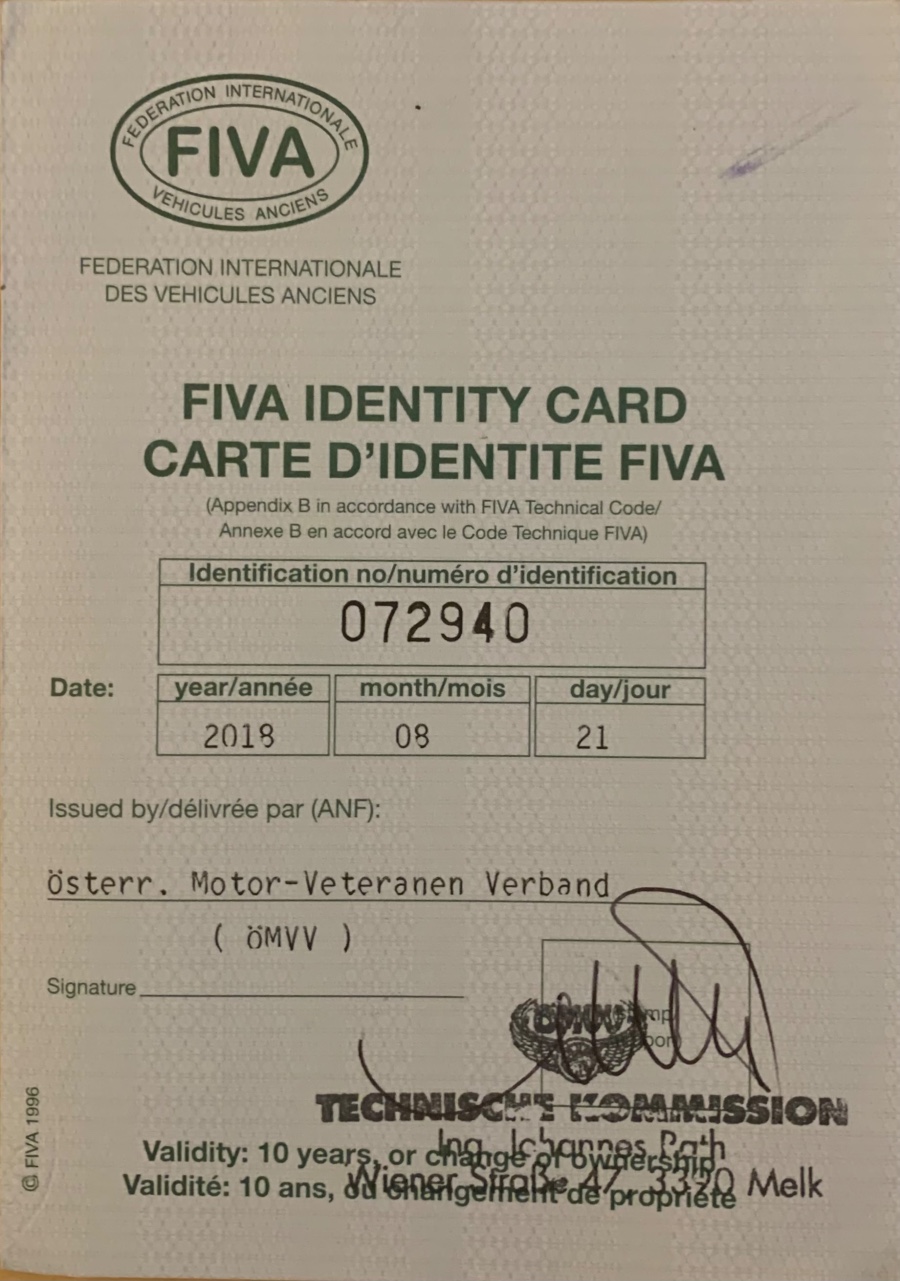 FEDERATION INTERNATIONALE
FIVA
VEHICULES ANCIENS
FEDERATION INTERNATIONALE
DES VEHICULES ANCIENS
FIVA IDENTITY CARD
CARTE D'IDENTITE FIVA
(Appendix B in accordance with FIVA Technical Code/
Annexe B en accord avec le Code Technique FIVA)
Identification no/numéro d'identification
072940
Date: year/année month/mois day/jour
2018 08 21
Issued by/délivrée par (ANF):
österr. Motor-Veteranen Verband
( öMVV )
Signature
ÖMVV
TECHNISCHE KOMMISSION
Ing. Johannes Rath
Validity: 10 years, or change of ownership
Wiener Straße 47, 3390 Melk
Validité: 10 ans, ou changement de propriété
© FIVA 1996